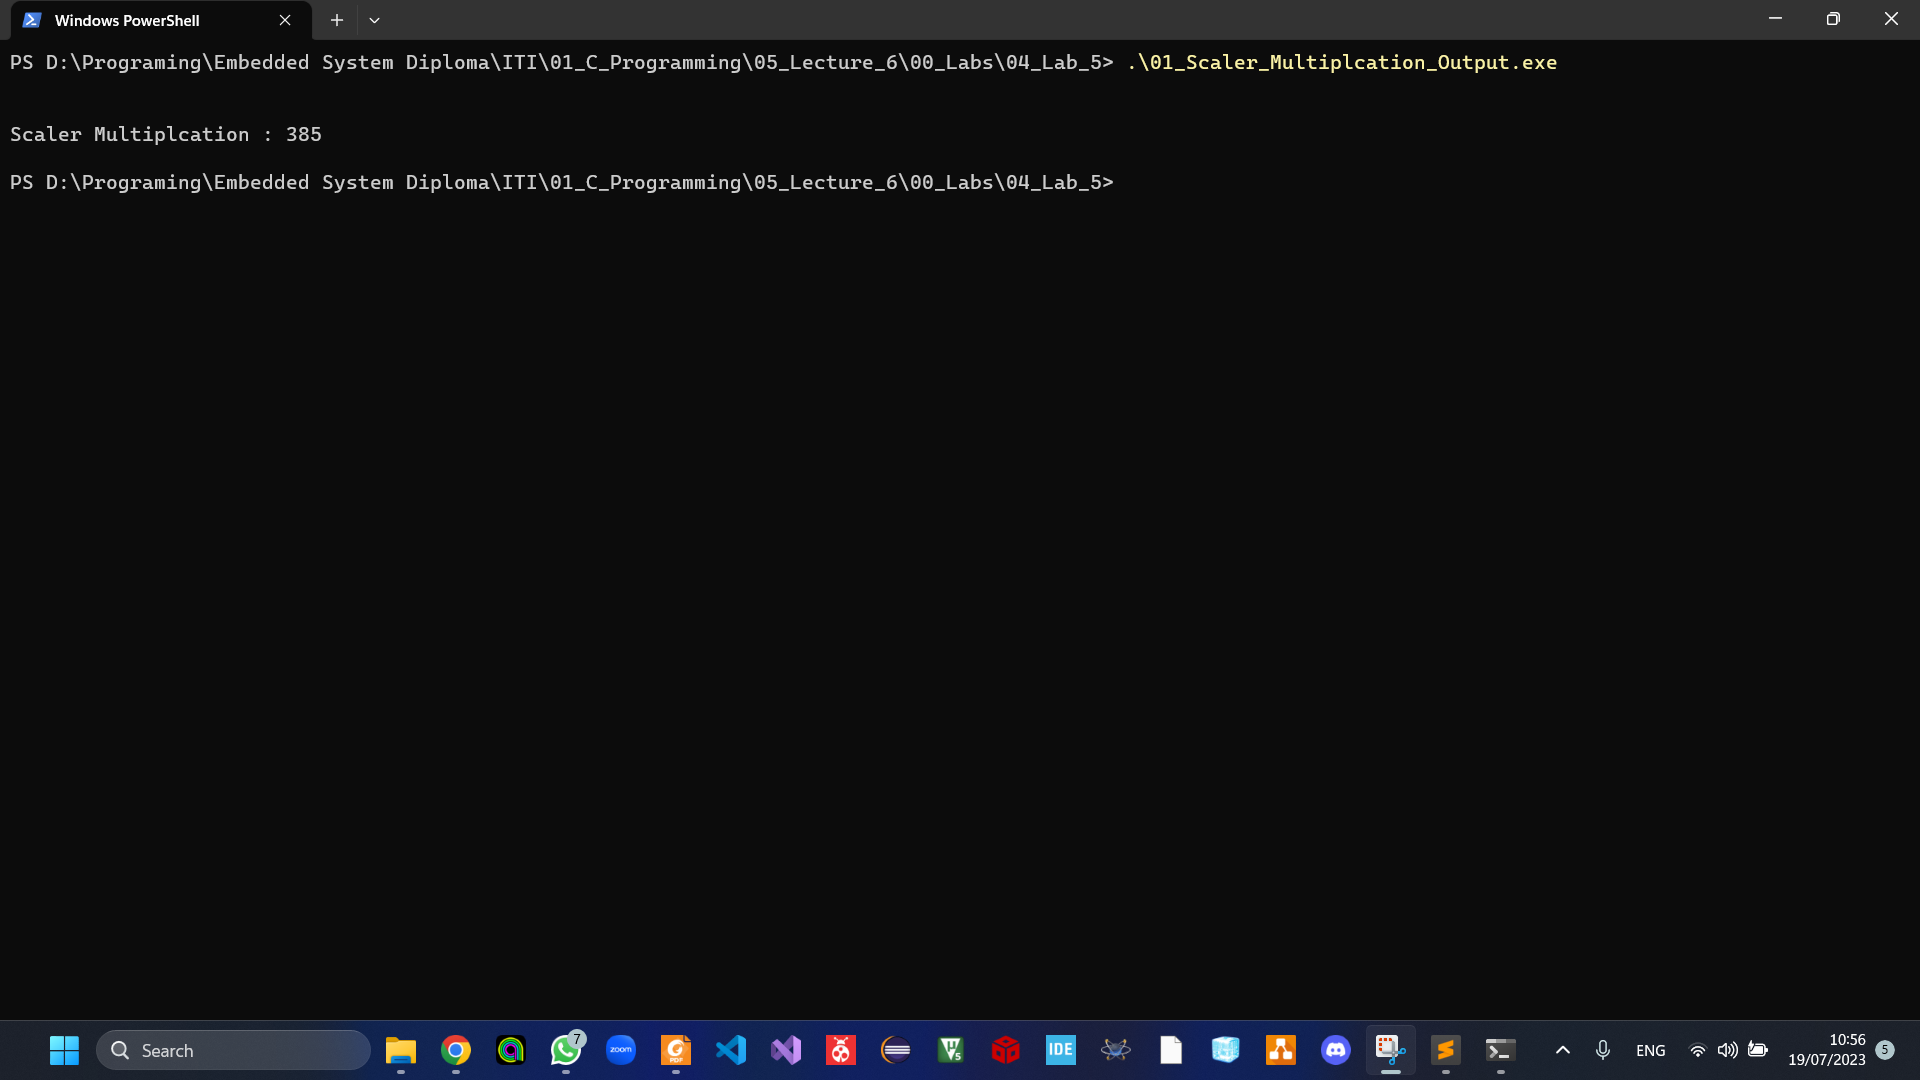 Windows PowerShell
PS D:\Programing\Embedded System Diploma\ITI\01_C_Programming\05_Lecture_6\00_Labs\04_Lab_5> .\01_Scaler_Multiplcation_Output.exe
Scaler Multiplcation : 385
PS D:\Programing\Embedded System Diploma\ITI\01_C_Programming\05_Lecture_6\00_Labs\04_Lab_5>
Search
7
zoom
PDF
V5
IDE
ENG
10:56
19/07/2023
5